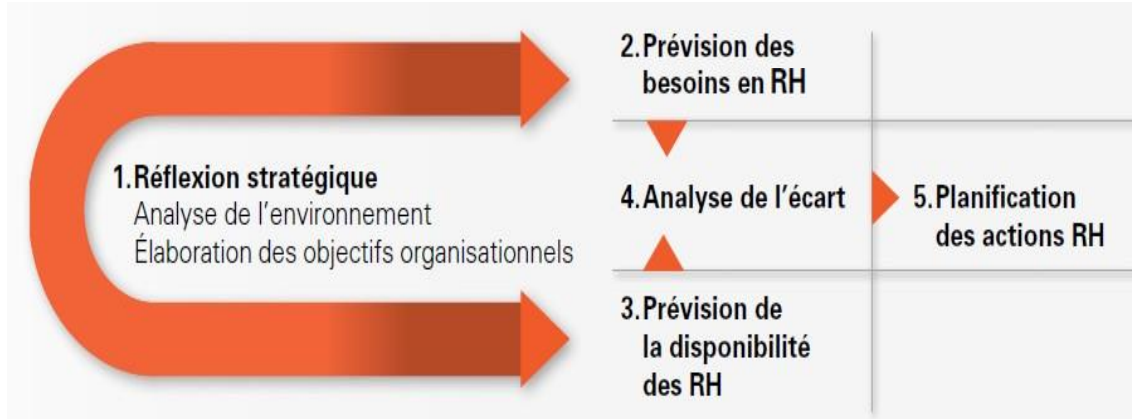 1. Réflexion stratégique
Analyse de l’environnement
Élaboration des objectifs organisationnels
2. Prévision des
besoins en RH
3. Prévision de
la disponibilité
des RH
4. Analyse de l’écart
5. Planification
des actions RH